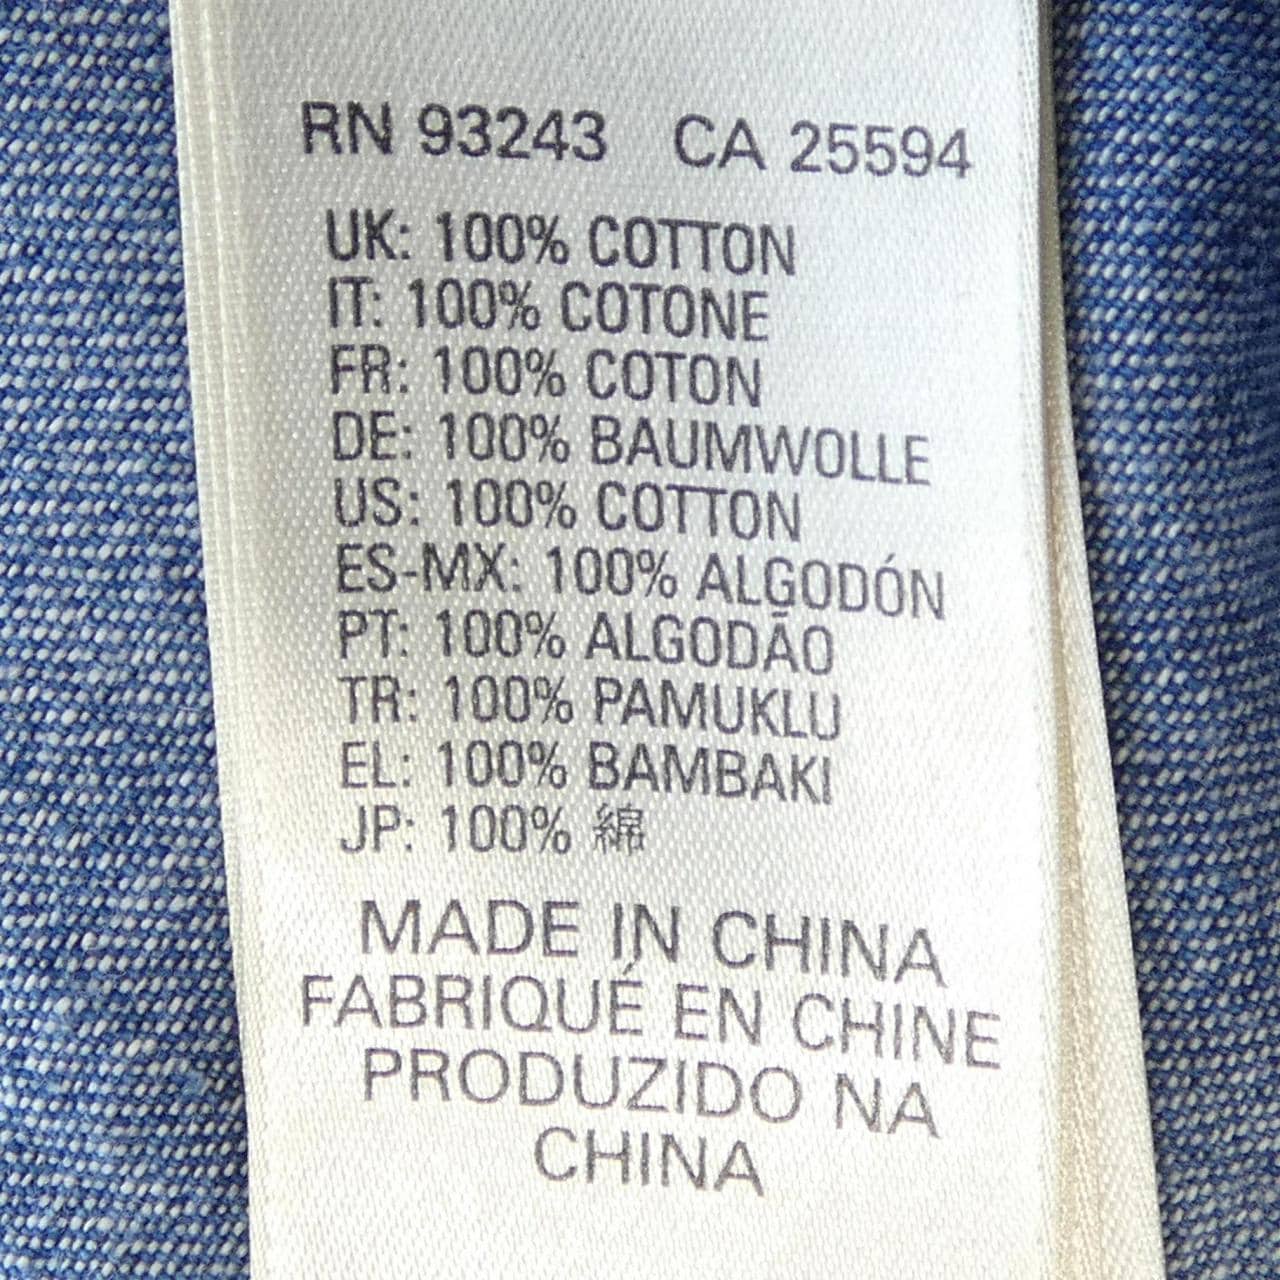 RN 93243 CA 25594
UK: 100% COTTON
IT: 100% COTONE
FR: 100% COTON
DE: 100% BAUMWOLLE
US: 100% COTTON
ES-MX: 100% ALGODÓN
PT: 100% ALGODÃO
TR: 100% PAMUKLU
EL: 100% BAMBAKI
JP: 100% 綿
MADE IN CHINA
FABRIQUÉ EN CHINE
PRODUZIDO NA
CHINA